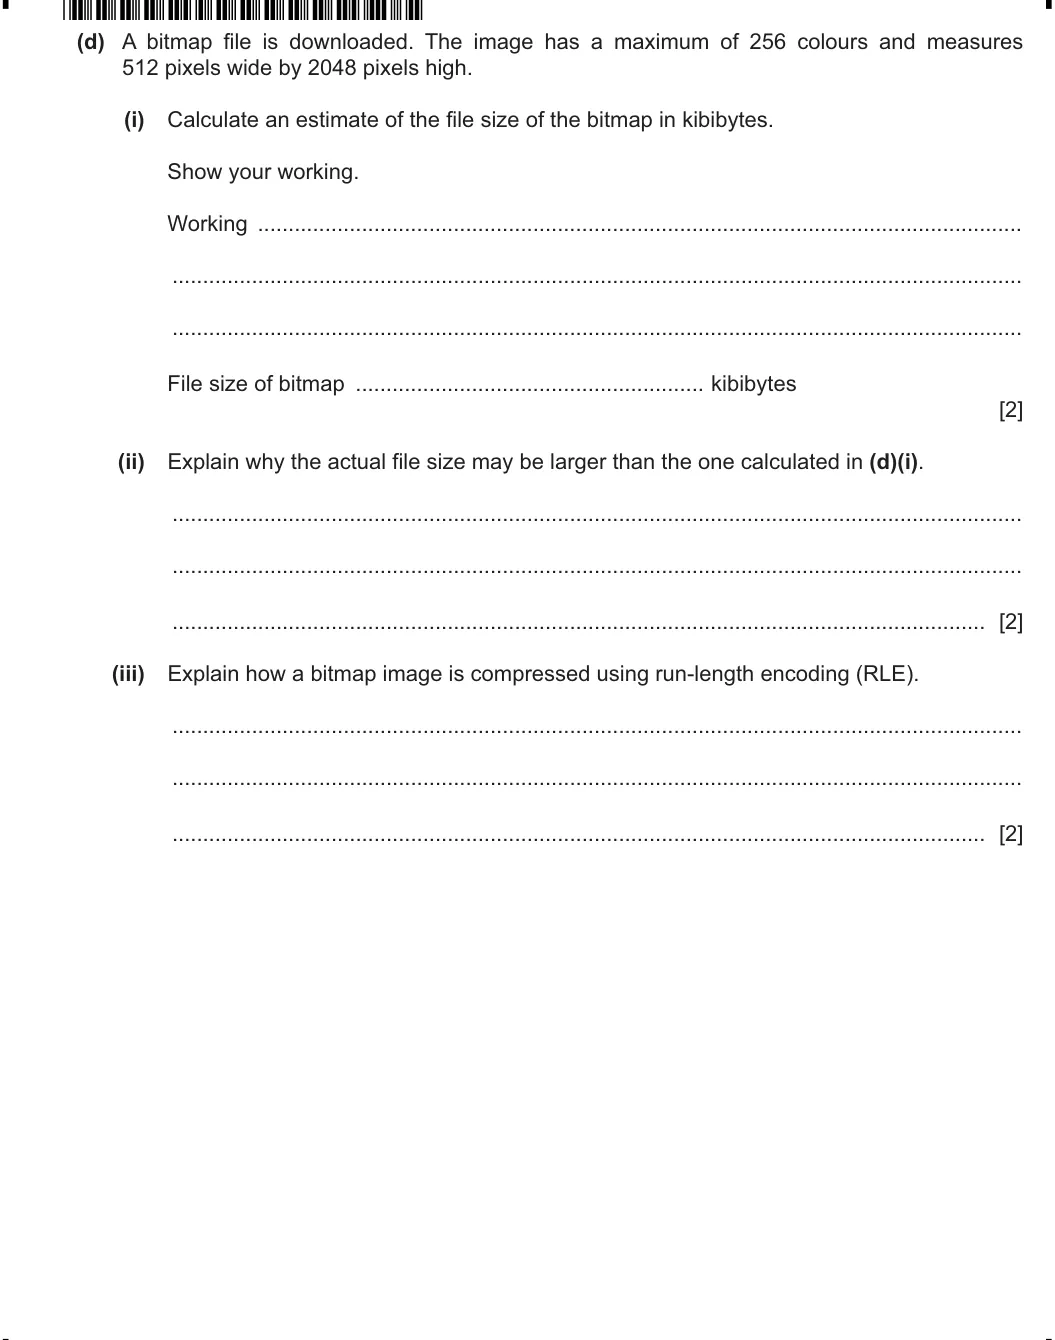 (d) A bitmap file is downloaded. The image has a maximum of 256 colours and measures
512 pixels wide by 2048 pixels high.
(i) Calculate an estimate of the file size of the bitmap in kibibytes.
Show your working.
Working ..............................................................................................................................
............................................................................................................................................
............................................................................................................................................
File size of bitmap ......................................................... kibibytes
[2]
(ii) Explain why the actual file size may be larger than the one calculated in (d)(i).
............................................................................................................................................
............................................................................................................................................
...................................................................................................................................... [2]
(iii) Explain how a bitmap image is compressed using run-length encoding (RLE).
............................................................................................................................................
............................................................................................................................................
...................................................................................................................................... [2]